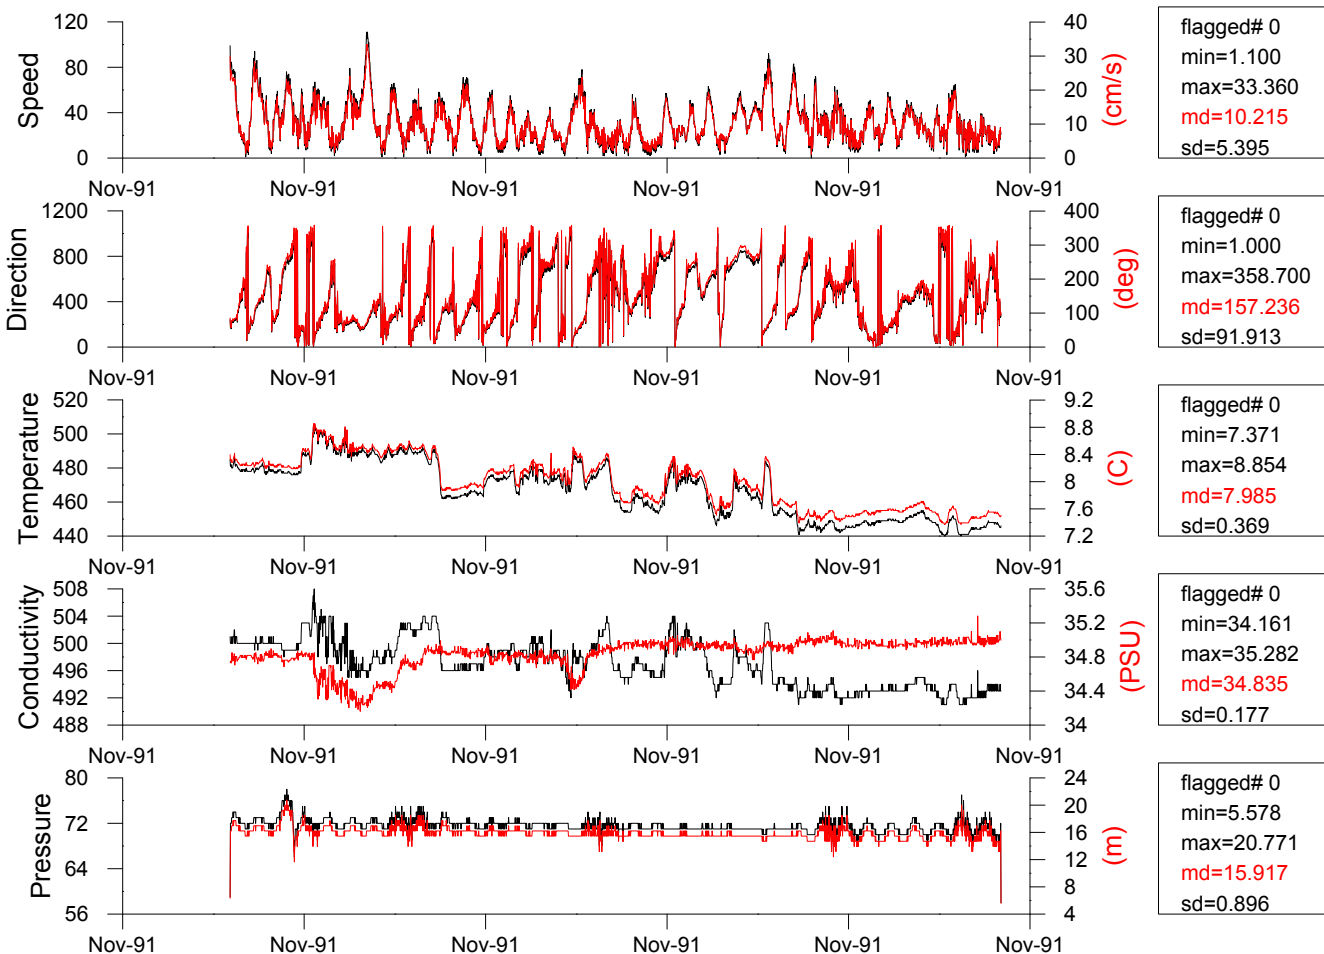 120
80
40
0
Speed
40
30
20
10
0
(cm/s)
flagged# 0
min=1.100
max=33.360
md=10.215
sd=5.395
Nov-91 Nov-91 Nov-91 Nov-91 Nov-91 Nov-91
1200
800
400
0
Direction
400
300
200
100
0
(deg)
flagged# 0
min=1.000
max=358.700
md=157.236
sd=91.913
Nov-91 Nov-91 Nov-91 Nov-91 Nov-91 Nov-91
520
500
480
460
440
Temperature
9.2
8.8
8.4
8
7.6
7.2
(C)
flagged# 0
min=7.371
max=8.854
md=7.985
sd=0.369
Nov-91 Nov-91 Nov-91 Nov-91 Nov-91 Nov-91
508
504
500
496
492
488
Conductivity
35.6
35.2
34.8
34.4
34
(PSU)
flagged# 0
min=34.161
max=35.282
md=34.835
sd=0.177
Nov-91 Nov-91 Nov-91 Nov-91 Nov-91 Nov-91
80
72
64
56
Pressure
24
20
16
12
8
4
(m)
flagged# 0
min=5.578
max=20.771
md=15.917
sd=0.896
Nov-91 Nov-91 Nov-91 Nov-91 Nov-91 Nov-91